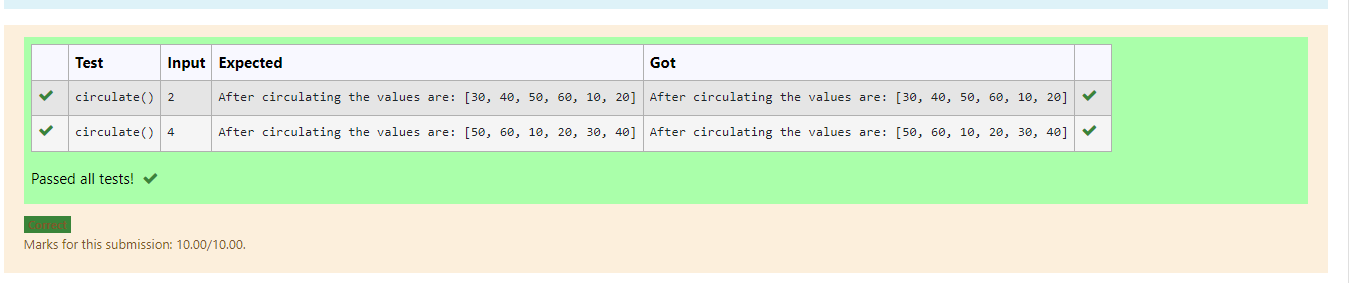 Test Input Expected Got
circulate() 2 After circulating the values are: [30, 40, 50, 60, 10, 20] After circulating the values are: [30, 40, 50, 60, 10, 20]
circulate() 4 After circulating the values are: [50, 60, 10, 20, 30, 40] After circulating the values are: [50, 60, 10, 20, 30, 40]
Passed all tests!
Correct
Marks for this submission: 10.00/10.00.